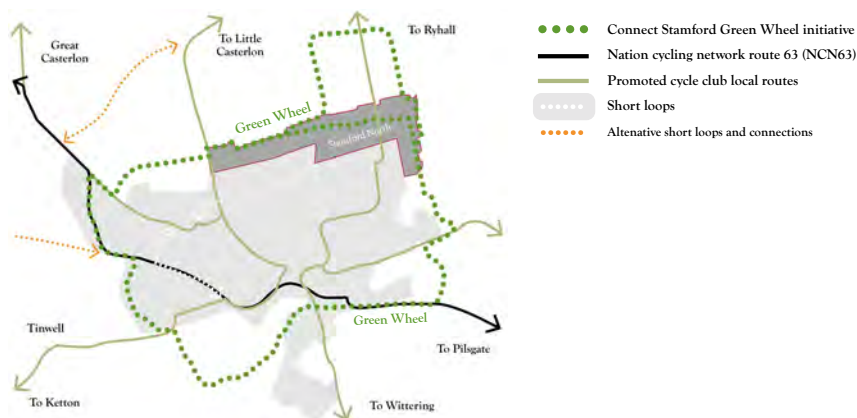 Great
Casterlon
To Little
Casterlon
To Ryhall
Green Wheel
Stamford North
Green Wheel
Tinwell
To Pilsgate
To Ketton
To Wittering
Connect Stamford Green Wheel initiative
Nation cycling network route 63 (NCN63)
Promoted cycle club local routes
Short loops
Altenative short loops and connections